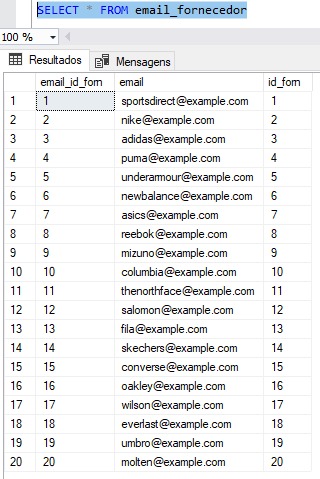 SELECT * FROM email_fornecedor
100 %
Resultados Mensagens
email_id_forn email id_forn
1 1 sportsdirect@example.com 1
2 2 nike@example.com 2
3 3 adidas@example.com 3
4 4 puma@example.com 4
5 5 underamour@example.com 5
6 6 newbalance@example.com 6
7 7 asics@example.com 7
8 8 reebok@example.com 8
9 9 mizuno@example.com 9
10 10 columbia@example.com 10
11 11 thenorthface@example.com 11
12 12 salomon@example.com 12
13 13 fila@example.com 13
14 14 skechers@example.com 14
15 15 converse@example.com 15
16 16 oakley@example.com 16
17 17 wilson@example.com 17
18 18 everlast@example.com 18
19 19 umbro@example.com 19
20 20 molten@example.com 20